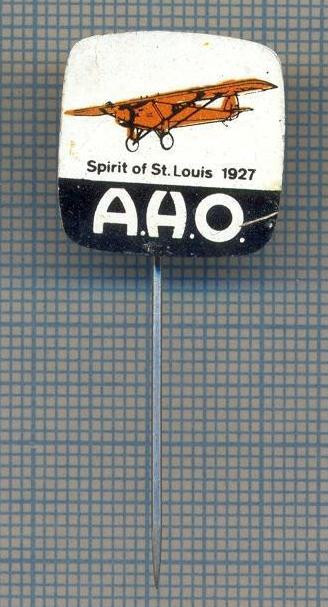 Spirit of St. Louis 1927
A.H.O.